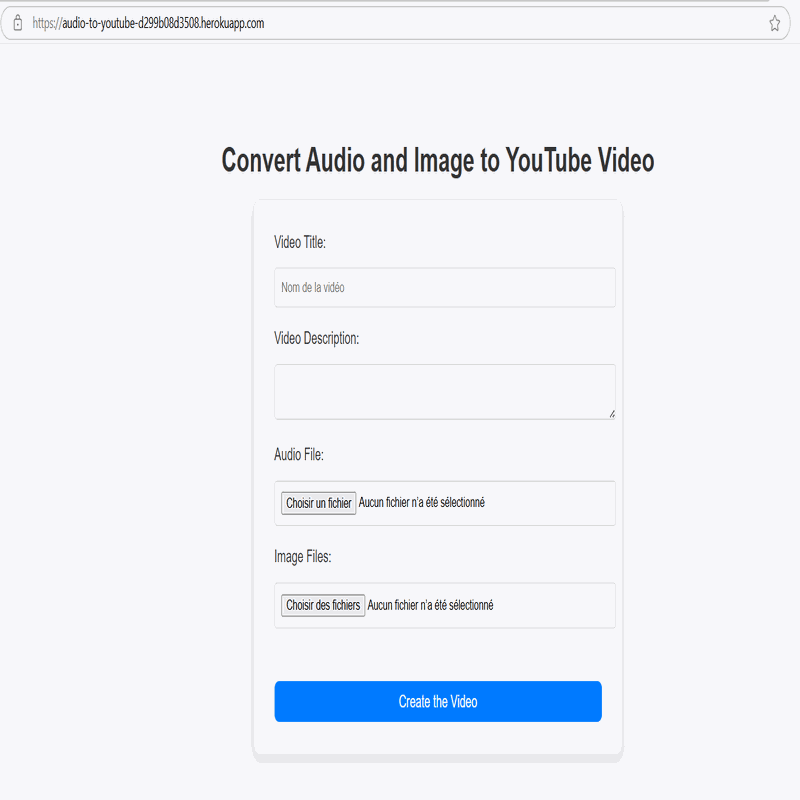 https://audio-to-youtube-d299b08d3508.herokuapp.com
Convert Audio and Image to YouTube Video
Video Title:
Nom de la vidéo
Video Description:
Audio File:
Choisir un fichier Aucun fichier n'a été sélectionné
Image Files:
Choisir des fichiers Aucun fichier n'a été sélectionné
Create the Video